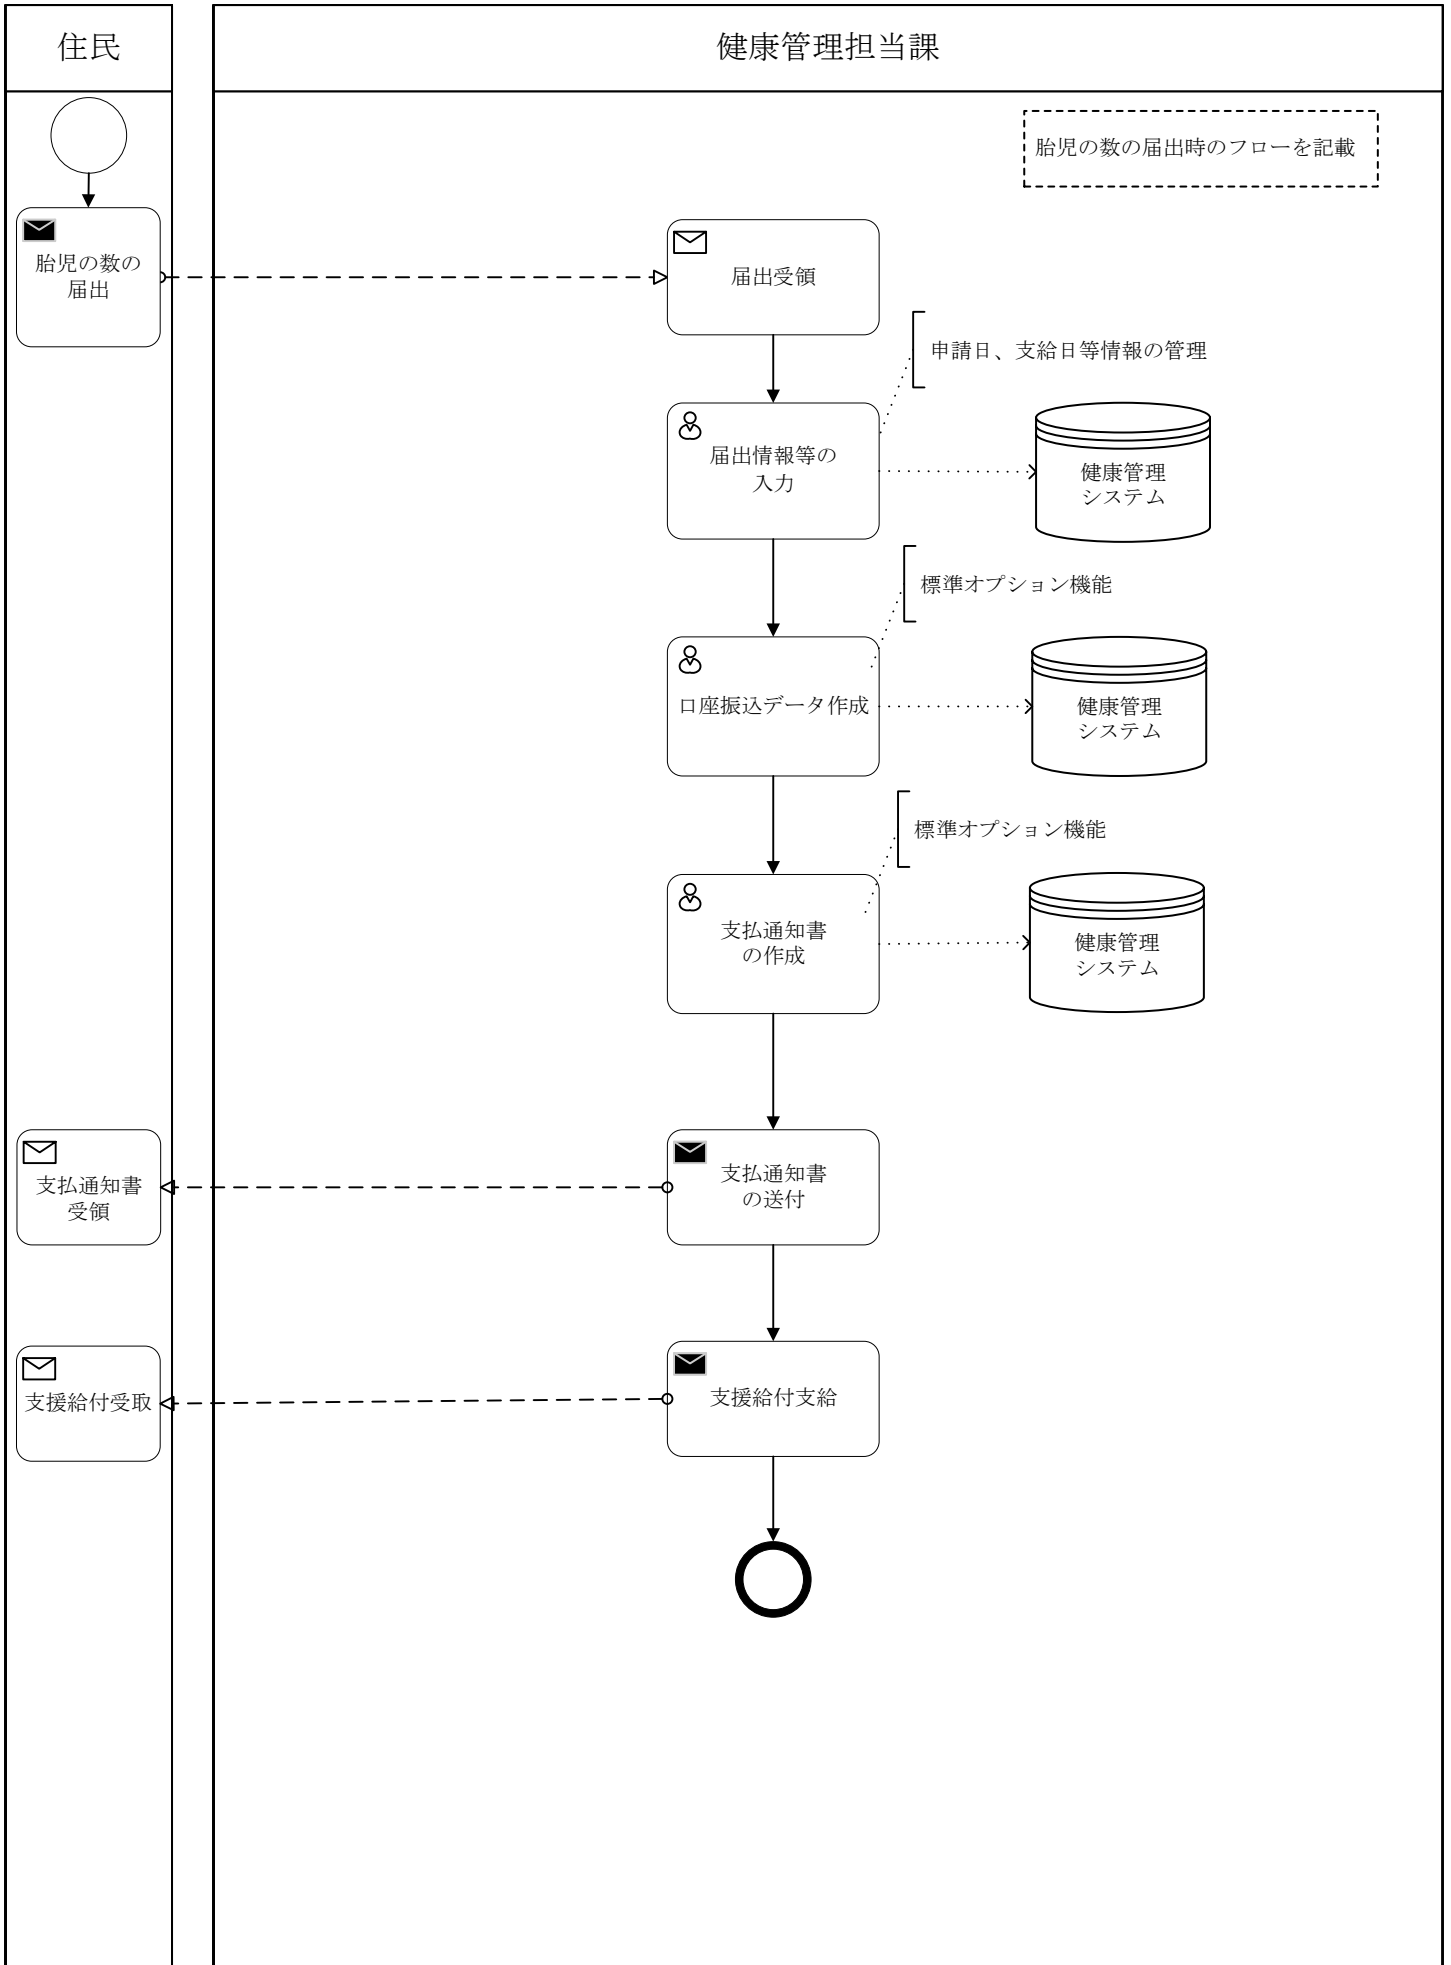 住民
健康管理担当課
胎児の数の届出時のフローを記載
胎児の数の
届出
届出受領
申請日、支給日等情報の管理
届出情報等の
入力
健康管理
システム
標準オプション機能
口座振込データ作成
健康管理
システム
標準オプション機能
支払通知書
の作成
健康管理
システム
支払通知書
受領
支払通知書
の送付
支援給付受取
支援給付支給